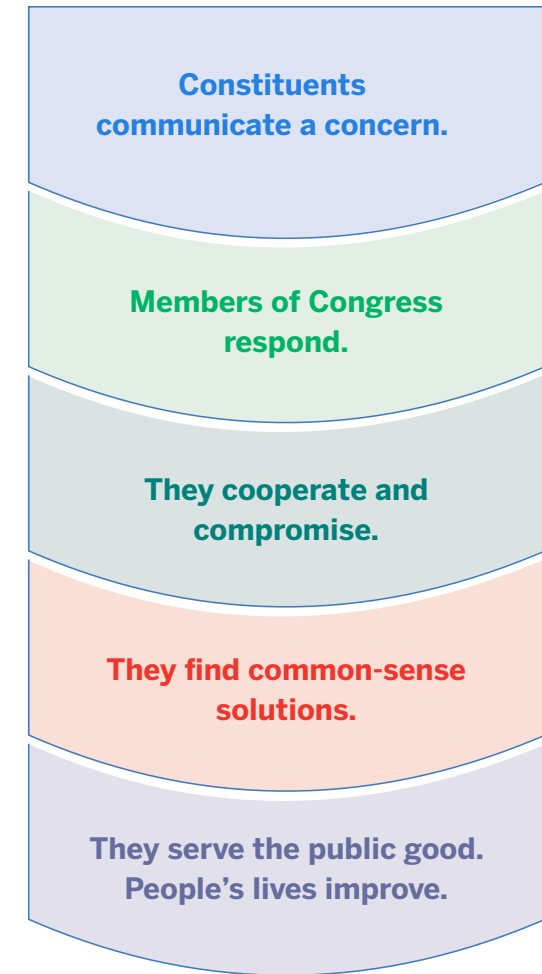 Constituents
communicate a concern.
Members of Congress
respond.
They cooperate and
compromise.
They find common-sense
solutions.
They serve the public good.
People’s lives improve.